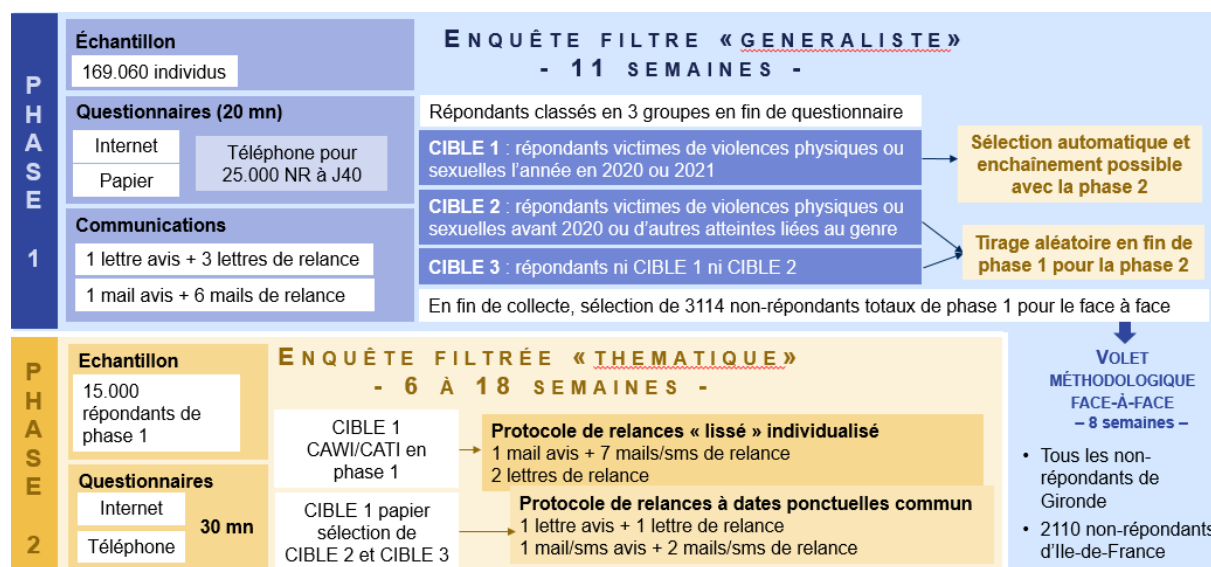 PHASE 1
Échantillon
169.060 individus
Questionnaires (20 mn)
Internet
Papier
Téléphone pour
25.000 NR à J40
Communications
1 lettre avis + 3 lettres de relance
1 mail avis + 6 mails de relance
ENQUÊTE FILTRE « GENERALISTE »
- 11 SEMAINES -
Répondants classés en 3 groupes en fin de questionnaire
CIBLE 1 : répondants victimes de violences physiques ou
sexuelles l’année en 2020 ou 2021
CIBLE 2 : répondants victimes de violences physiques ou
sexuelles avant 2020 ou d’autres atteintes liées au genre
CIBLE 3 : répondants ni CIBLE 1 ni CIBLE 2
Sélection automatique et
enchaînement possible
avec la phase 2
Tirage aléatoire en fin de
phase 1 pour la phase 2
En fin de collecte, sélection de 3114 non-répondants totaux de phase 1 pour le face à face
PHASE 2
Echantillon
15.000
répondants de
phase 1
Questionnaires
Internet
Téléphone
30 mn
ENQUÊTE FILTRÉE « THEMATIQUE »
- 6 À 18 SEMAINES -
CIBLE 1
CAWI/CATI en
phase 1
Protocole de relances « lissé » individualisé
1 mail avis + 7 mails/sms de relance
2 lettres de relance
CIBLE 1 papier
sélection de
CIBLE 2 et CIBLE 3
Protocole de relances à dates ponctuelles commun
1 lettre avis + 1 lettre de relance
1 mail/sms avis + 2 mails/sms de relance
VOLET
MÉTHODOLOGIQUE
FACE-À-FACE
– 8 semaines –
• Tous les non-
répondants de
Gironde
• 2110 non-répondants
d’Ile-de-France